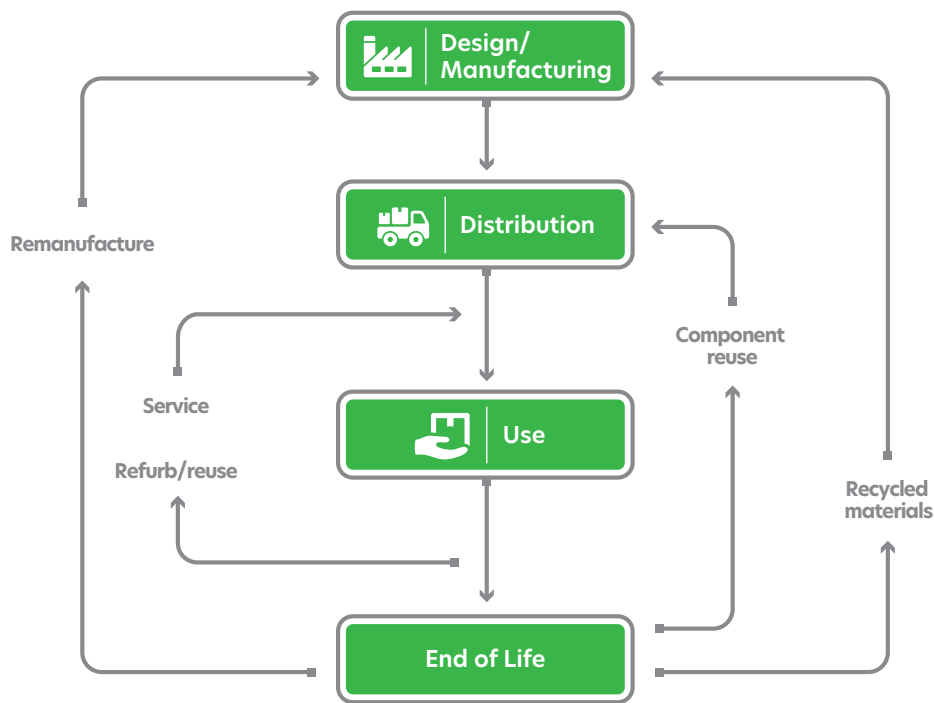 Design/
Manufacturing
Distribution
Remanufacture
Component
reuse
Service
Use
Refurb/reuse
Recycled
materials
End of Life